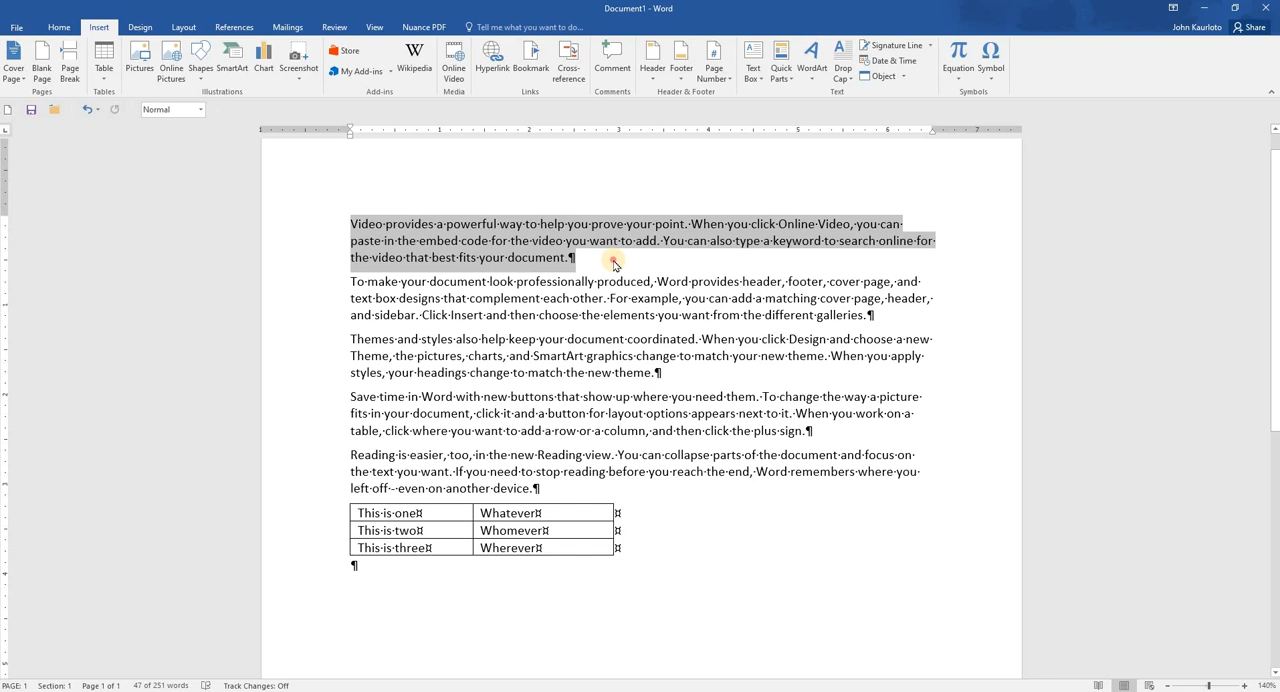 Document1 - Word
File Home Insert Design Layout References Mailings Review View Nuance PDF Tell me what you want to do... John Kaurloto Share
Cover Page Blank Page Page Break Table Pictures Online Pictures Shapes SmartArt Chart Screenshot Store My Add-ins Wikipedia Online Video Hyperlink Bookmark Cross-reference Comment Header Footer Page Number Text Box Quick Parts WordArt Drop Cap Signature Line Date & Time Object Equation Symbol
Pages Tables Illustrations Add-ins Media Links Comments Header & Footer Text Symbols
Normal
1 1 2 3 4 5 6 7
Video·provides·a·powerful·way·to·help·you·prove·your·point.·When·you·click·Online·Video,·you·can·
paste·in·the·embed·code·for·the·video·you·want·to·add.·You·can·also·type·a·keyword·to·search·online·for·
the·video·that·best·fits·your·document.¶
To·make·your·document·look·professionally·produced,·Word·provides·header,·footer,·cover·page,·and·
text·box·designs·that·complement·each·other.·For·example,·you·can·add·a·matching·cover·page,·header,·
and·sidebar.·Click·Insert·and·then·choose·the·elements·you·want·from·the·different·galleries.¶
Themes·and·styles·also·help·keep·your·document·coordinated.·When·you·click·Design·and·choose·a·new·
Theme,·the·pictures,·charts,·and·SmartArt·graphics·change·to·match·your·new·theme.·When·you·apply·
styles,·your·headings·change·to·match·the·new·theme.¶
Save·time·in·Word·with·new·buttons·that·show·up·where·you·need·them.·To·change·the·way·a·picture·
fits·in·your·document,·click·it·and·a·button·for·layout·options·appears·next·to·it.·When·you·work·on·a·
table,·click·where·you·want·to·add·a·row·or·a·column,·and·then·click·the·plus·sign.¶
Reading·is·easier,·too,·in·the·new·Reading·view.·You·can·collapse·parts·of·the·document·and·focus·on·
the·text·you·want.·If·you·need·to·stop·reading·before·you·reach·the·end,·Word·remembers·where·you·
left·off·-·even·on·another·device.¶
This·is·one¤ Whatever¤ ¤
This·is·two¤ Whomever¤ ¤
This·is·three¤ Wherever¤ ¤
¶
PAGE: 1 Section: 1 Page 1 of 1 47 of 251 words Track Changes: Off 140%